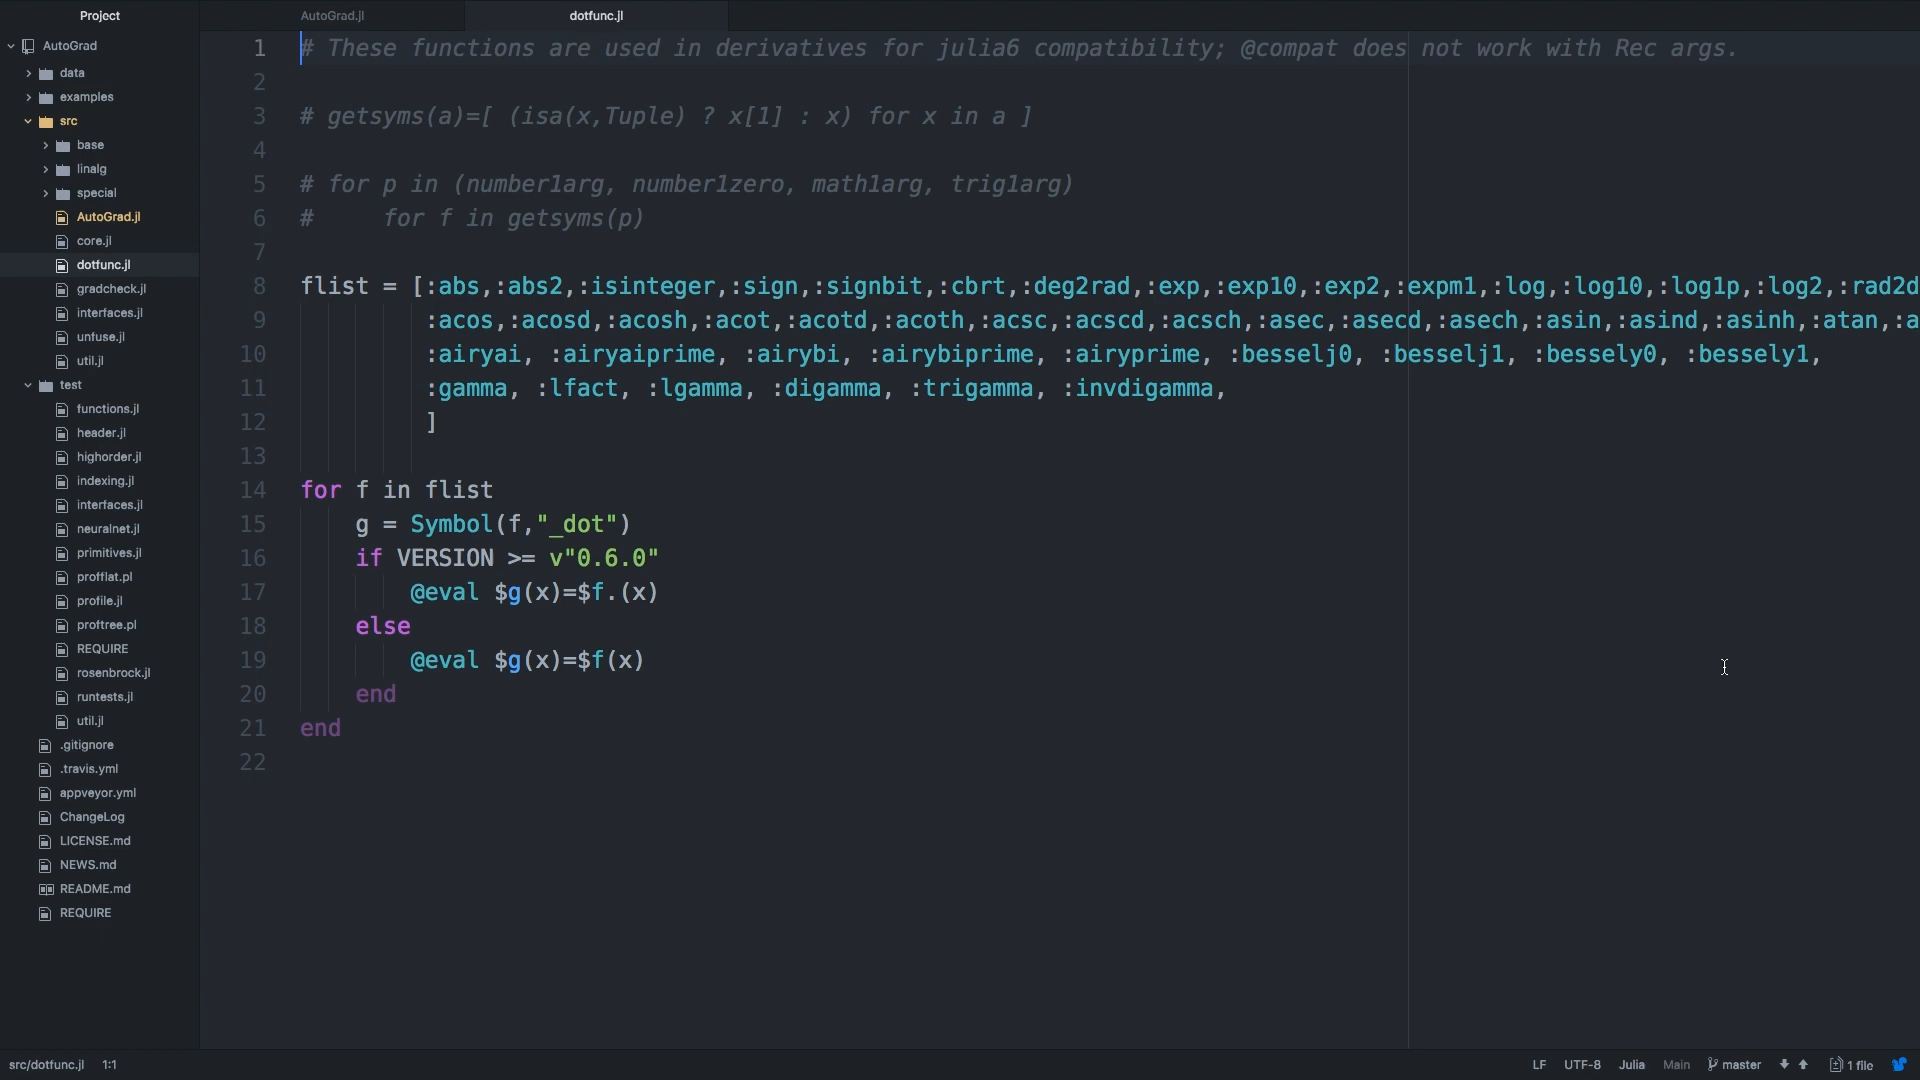 Project
AutoGrad
data
examples
src
base
linalg
special
AutoGrad.jl
core.jl
dotfunc.jl
gradcheck.jl
interfaces.jl
unfuse.jl
util.jl
test
functions.jl
header.jl
highorder.jl
indexing.jl
interfaces.jl
neuralnet.jl
primitives.jl
profflat.pl
profile.jl
proftree.pl
REQUIRE
rosenbrock.jl
runtests.jl
util.jl
.gitignore
.travis.yml
appveyor.yml
ChangeLog
LICENSE.md
NEWS.md
README.md
REQUIRE
AutoGrad.jl dotfunc.jl
1 # These functions are used in derivatives for julia6 compatibility; @compat does not work with Rec args.
2
3 # getsyms(a)=[ (isa(x,Tuple) ? x[1] : x) for x in a ]
4
5 # for p in (number1arg, number1zero, math1arg, trig1arg)
6 #     for f in getsyms(p)
7
8 flist = [:abs,:abs2,:isinteger,:sign,:signbit,:cbrt,:deg2rad,:exp,:exp10,:exp2,:expm1,:log,:log10,:log1p,:log2,:rad2d
9 :acos,:acosd,:acosh,:acot,:acotd,:acoth,:acsc,:acscd,:acsch,:asec,:asecd,:asech,:asin,:asind,:asinh,:atan,:a
10 :airyai, :airyaiprime, :airybi, :airybiprime, :airyprime, :besselj0, :besselj1, :bessely0, :bessely1,
11 :gamma, :lfact, :lgamma, :digamma, :trigamma, :invdigamma,
12 ]
13
14 for f in flist
15 g = Symbol(f,"_dot")
16 if VERSION >= v"0.6.0"
17 @eval $g(x)=$f.(x)
18 else
19 @eval $g(x)=$f(x)
20 end
21 end
22
src/dotfunc.jl 1:1 LF UTF-8 Julia Main master 1 file